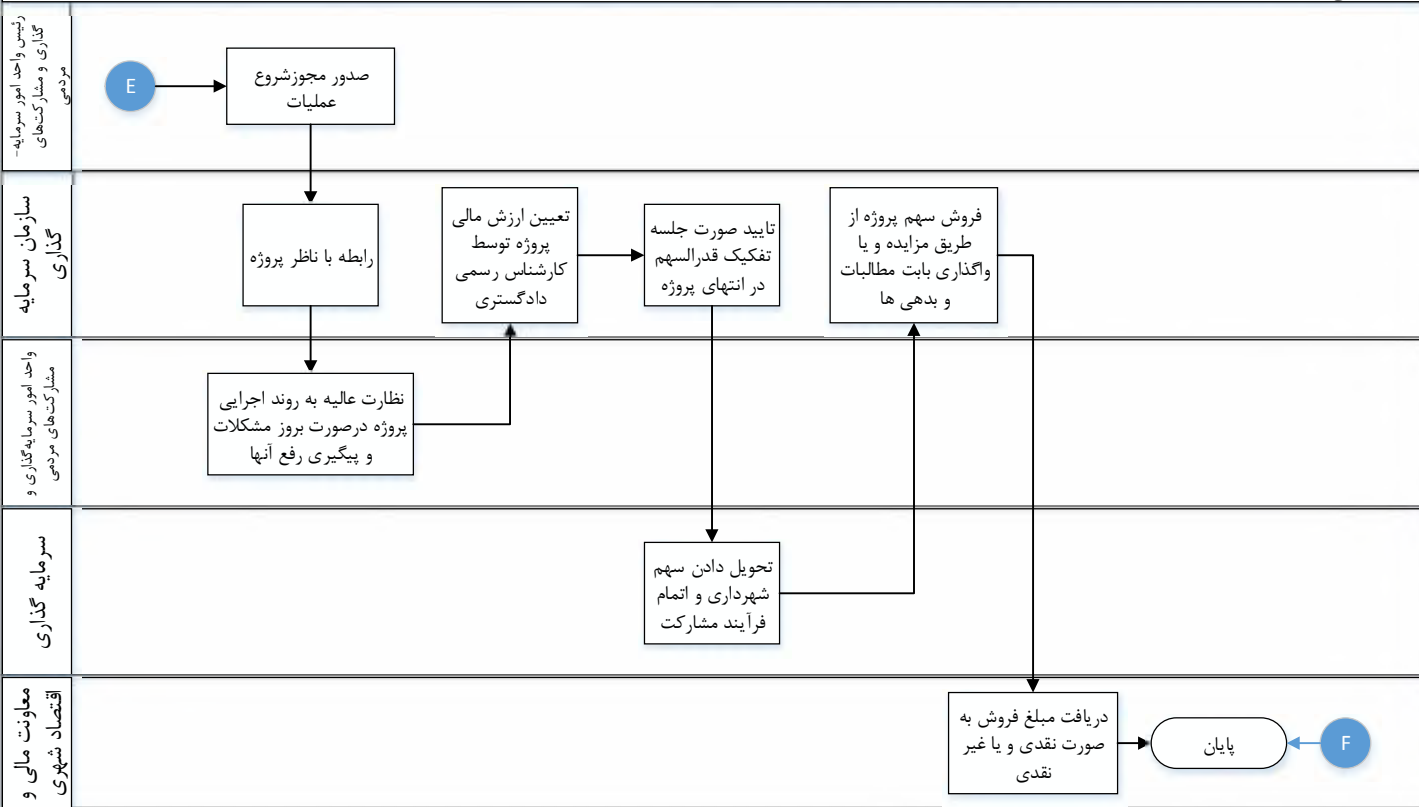 رئیس واحد امور سرمایه-
گذاری و مشارکت‌های
مردمی
E
صدور مجوزشروع
عملیات
سازمان سرمایه
گذاری
رابطه با ناظر پروژه
تعیین ارزش مالی
پروژه توسط
کارشناس رسمی
دادگستری
تایید صورت جلسه
تفکیک قدرالسهم
در انتهای پروژه
فروش سهم پروژه از
طریق مزایده و یا
واگذاری بابت مطالبات
و بدهی ها
واحد امور سرمایه‌گذاری و
مشارکت‌های مردمی
نظارت عالیه به روند اجرایی
پروژه درصورت بروز مشکلات
و پیگیری رفع آنها
سرمایه گذاری
تحویل دادن سهم
شهرداری و اتمام
فرآیند مشارکت
معاونت مالی و
اقتصاد شهری
دریافت مبلغ فروش به
صورت نقدی و یا غیر
نقدی
پایان
F